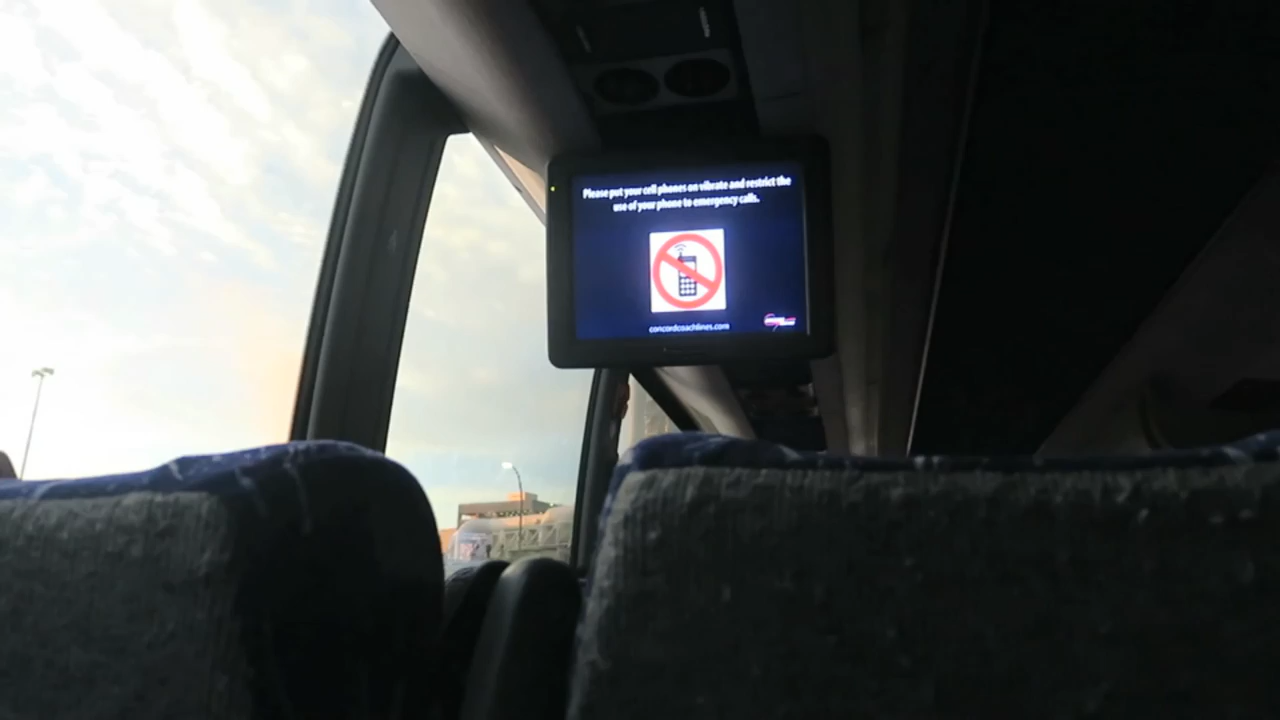 Please put your cell phones on vibrate and restrict the
use of your phone to emergency calls.
concordcoachlines.com